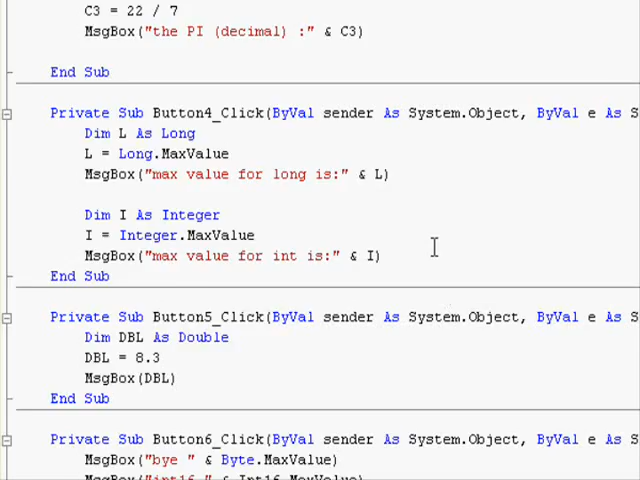 C3 = 22 / 7
MsgBox("the PI (decimal) :" & C3)
End Sub
Private Sub Button4_Click(ByVal sender As System.Object, ByVal e As S
Dim L As Long
L = Long.MaxValue
MsgBox("max value for long is:" & L)
Dim I As Integer
I = Integer.MaxValue
MsgBox("max value for int is:" & I)
End Sub
Private Sub Button5_Click(ByVal sender As System.Object, ByVal e As S
Dim DBL As Double
DBL = 8.3
MsgBox(DBL)
End Sub
Private Sub Button6_Click(ByVal sender As System.Object, ByVal e As S
MsgBox("bye " & Byte.MaxValue)
MsgBox("int16 " & Int16.MaxValue)